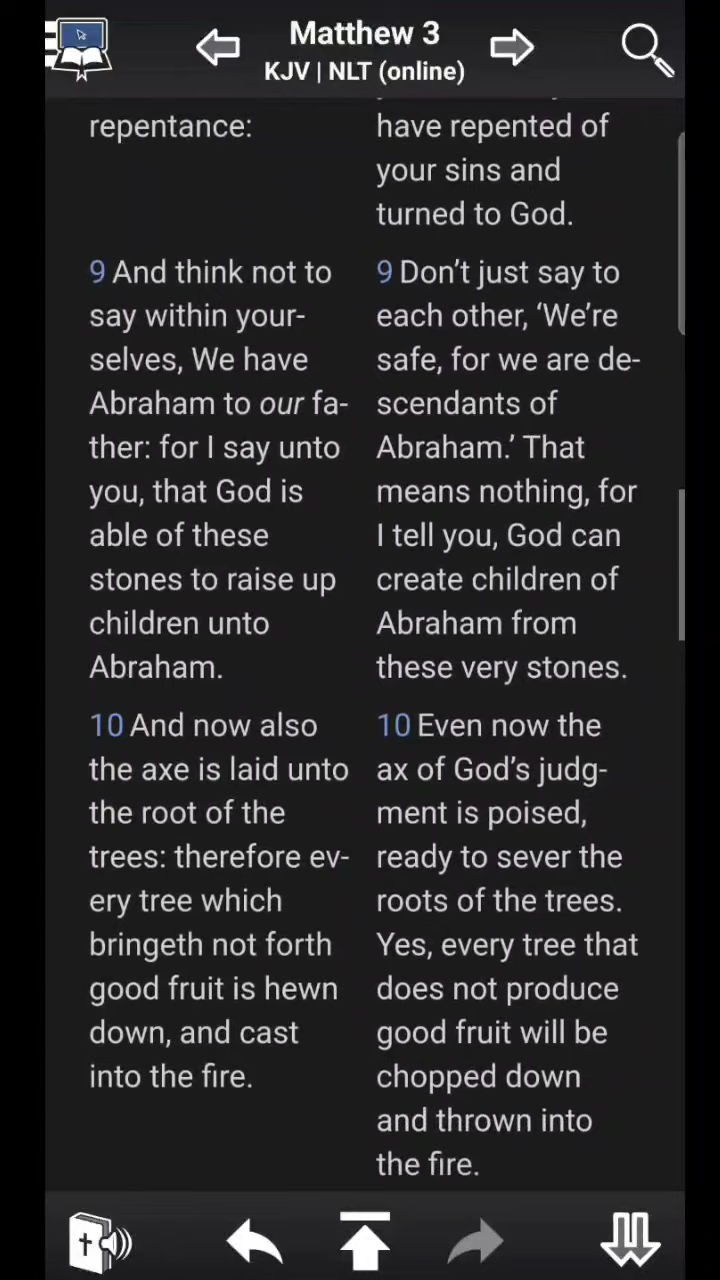 Matthew 3
KJV | NLT (online)
repentance:
9 And think not to
say within your-
selves, We have
Abraham to our fa-
ther: for I say unto
you, that God is
able of these
stones to raise up
children unto
Abraham.
10 And now also
the axe is laid unto
the root of the
trees: therefore ev-
ery tree which
bringeth not forth
good fruit is hewn
down, and cast
into the fire.
have repented of
your sins and
turned to God.
9 Don’t just say to
each other, ‘We’re
safe, for we are de-
scendants of
Abraham.’ That
means nothing, for
I tell you, God can
create children of
Abraham from
these very stones.
10 Even now the
ax of God’s judg-
ment is poised,
ready to sever the
roots of the trees.
Yes, every tree that
does not produce
good fruit will be
chopped down
and thrown into
the fire.